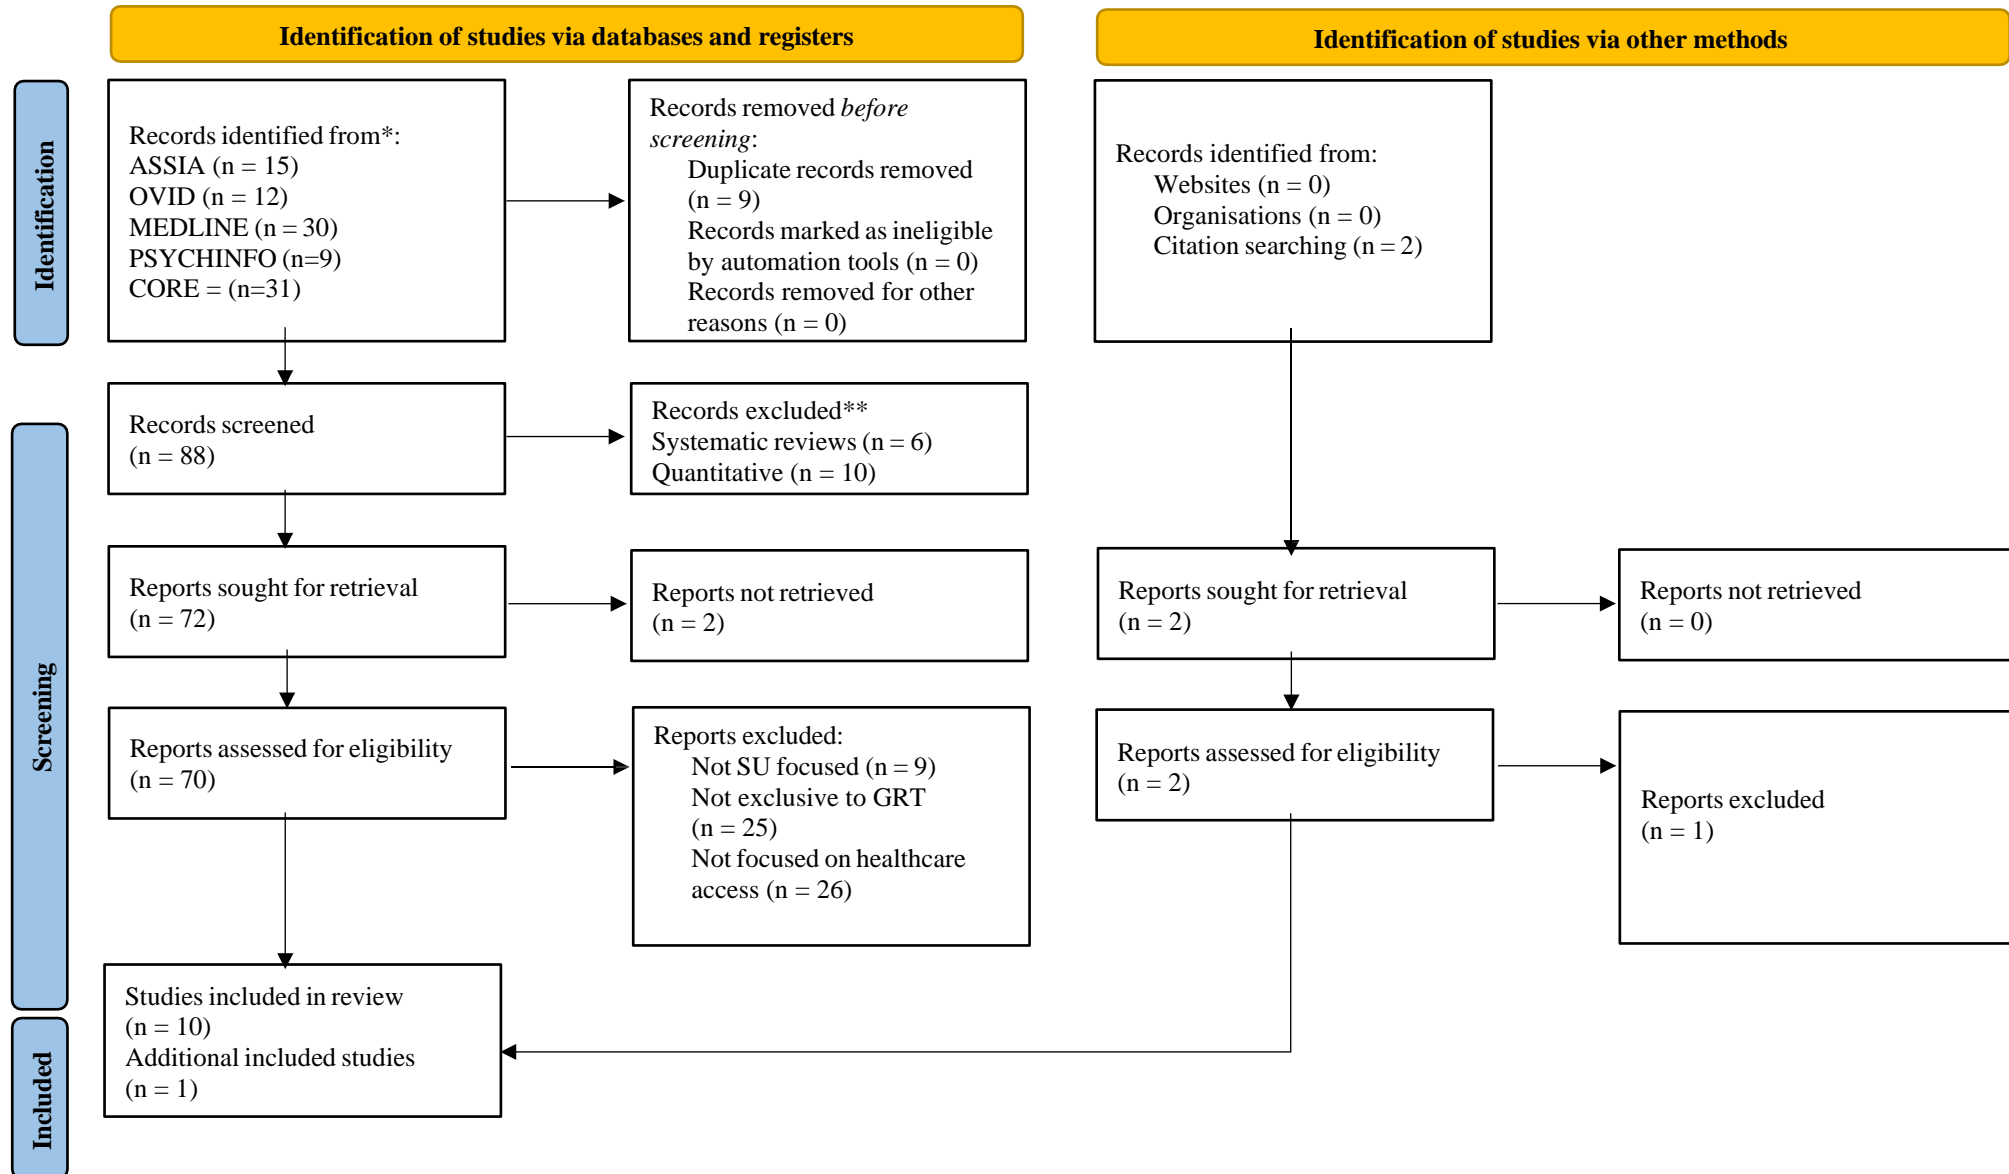 Identification of studies via databases and registers
Identification of studies via other methods
Identification
Records identified from*:
ASSIA (n = 15)
OVID (n = 12)
MEDLINE (n = 30)
PSYCHINFO (n=9)
CORE = (n=31)
Records removed before
screening:
Duplicate records removed
(n = 9)
Records marked as ineligible
by automation tools (n = 0)
Records removed for other
reasons (n = 0)
Records identified from:
Websites (n = 0)
Organisations (n = 0)
Citation searching (n = 2)
Screening
Records screened
(n = 88)
Records excluded**
Systematic reviews (n = 6)
Quantitative (n = 10)
Reports sought for retrieval
(n = 72)
Reports not retrieved
(n = 2)
Reports sought for retrieval
(n = 2)
Reports not retrieved
(n = 0)
Reports assessed for eligibility
(n = 70)
Reports excluded:
Not SU focused (n = 9)
Not exclusive to GRT
(n = 25)
Not focused on healthcare
access (n = 26)
Reports assessed for eligibility
(n = 2)
Reports excluded
(n = 1)
Included
Studies included in review
(n = 10)
Additional included studies
(n = 1)